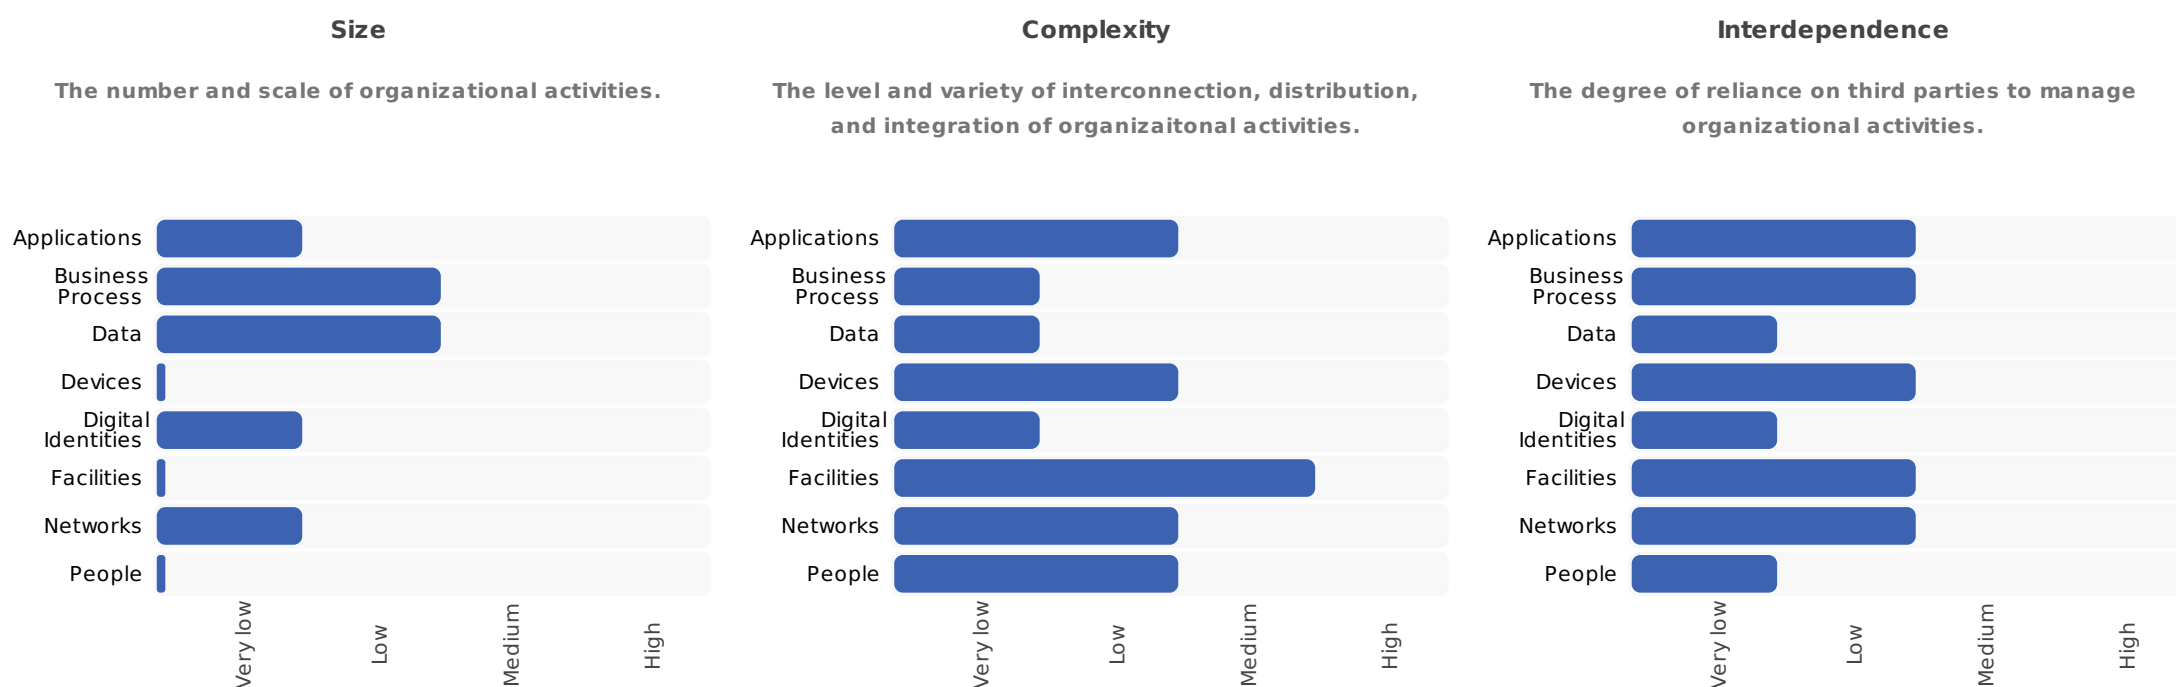 Size
The number and scale of organizational activities.
Applications
Business
Process
Data
Devices
Digital
Identities
Facilities
Networks
People
Very low
Low
Medium
High
Complexity
The level and variety of interconnection, distribution,
and integration of organizaitonal activities.
Applications
Business
Process
Data
Devices
Digital
Identities
Facilities
Networks
People
Very low
Low
Medium
High
Interdependence
The degree of reliance on third parties to manage
organizational activities.
Applications
Business
Process
Data
Devices
Digital
Identities
Facilities
Networks
People
Very low
Low
Medium
High